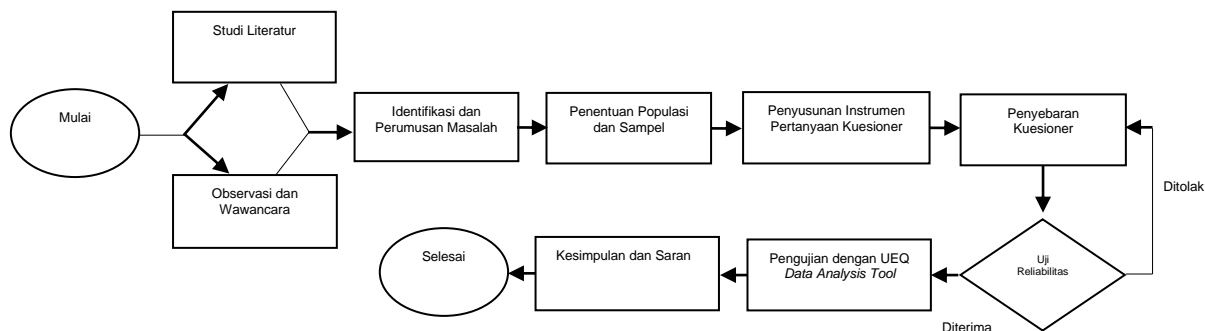 Mulai
Studi Literatur
Observasi dan
Wawancara
Identifikasi dan
Perumusan Masalah
Penentuan Populasi
dan Sampel
Penyusunan Instrumen
Pertanyaan Kuesioner
Penyebaran
Kuesioner
Ditolak
Uji
Reliabilitas
Diterima
Pengujian dengan UEQ
Data Analysis Tool
Kesimpulan dan Saran
Selesai